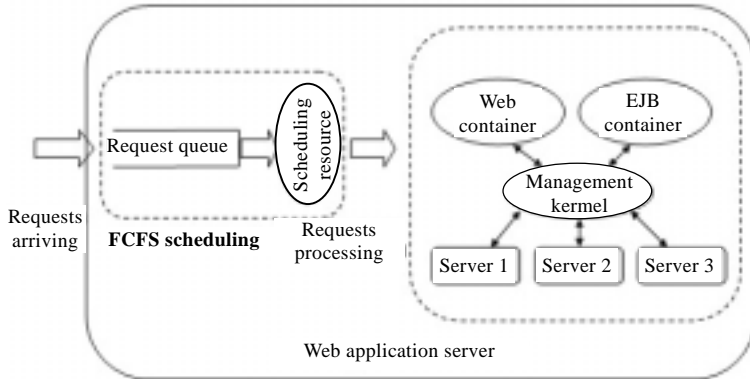 Requests
arriving
Request queue
Scheduling
resource
FCFS scheduling
Requests
processing
Web
container
EJB
container
Management
kernel
Server 1
Server 2
Server 3
Web application server